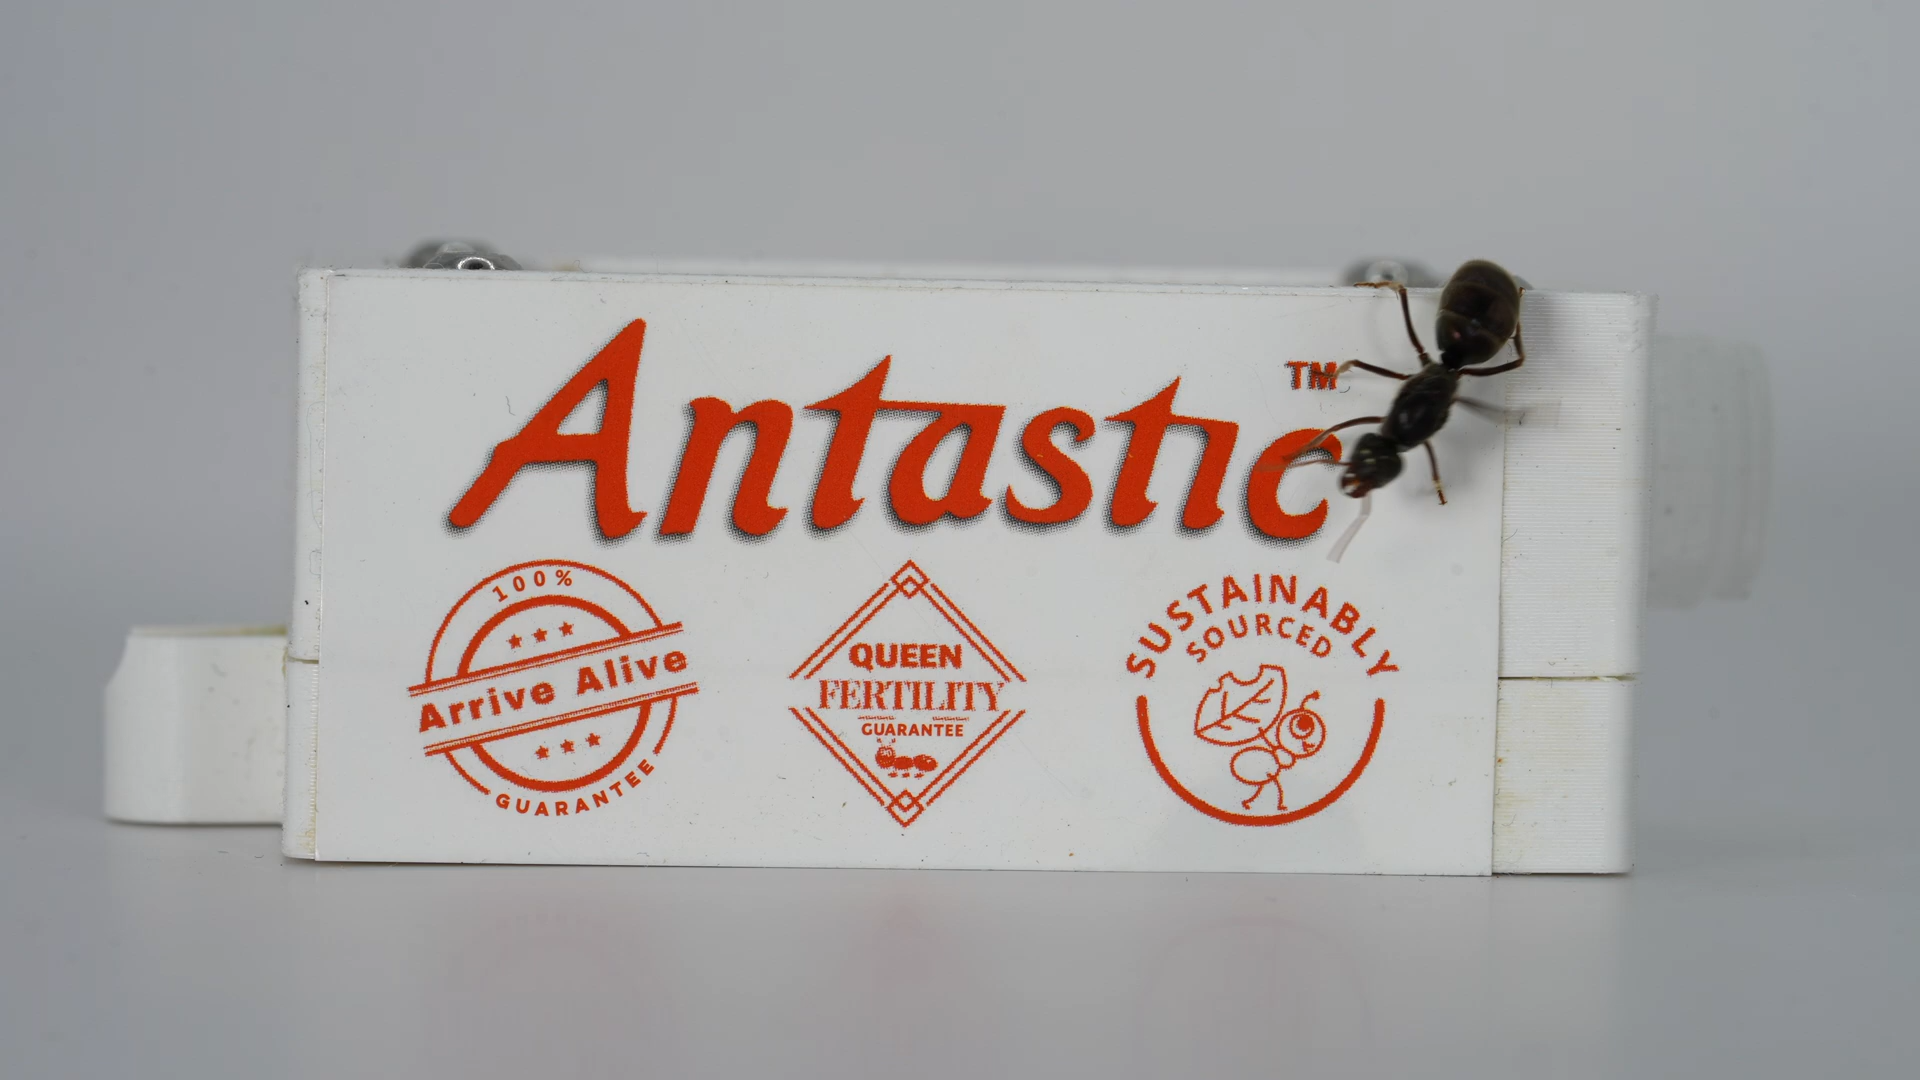 Antastic
TM
100%
Arrive Alive
GUARANTEE
QUEEN
FERTILITY
GUARANTEE
SUSTAINABLY
SOURCED